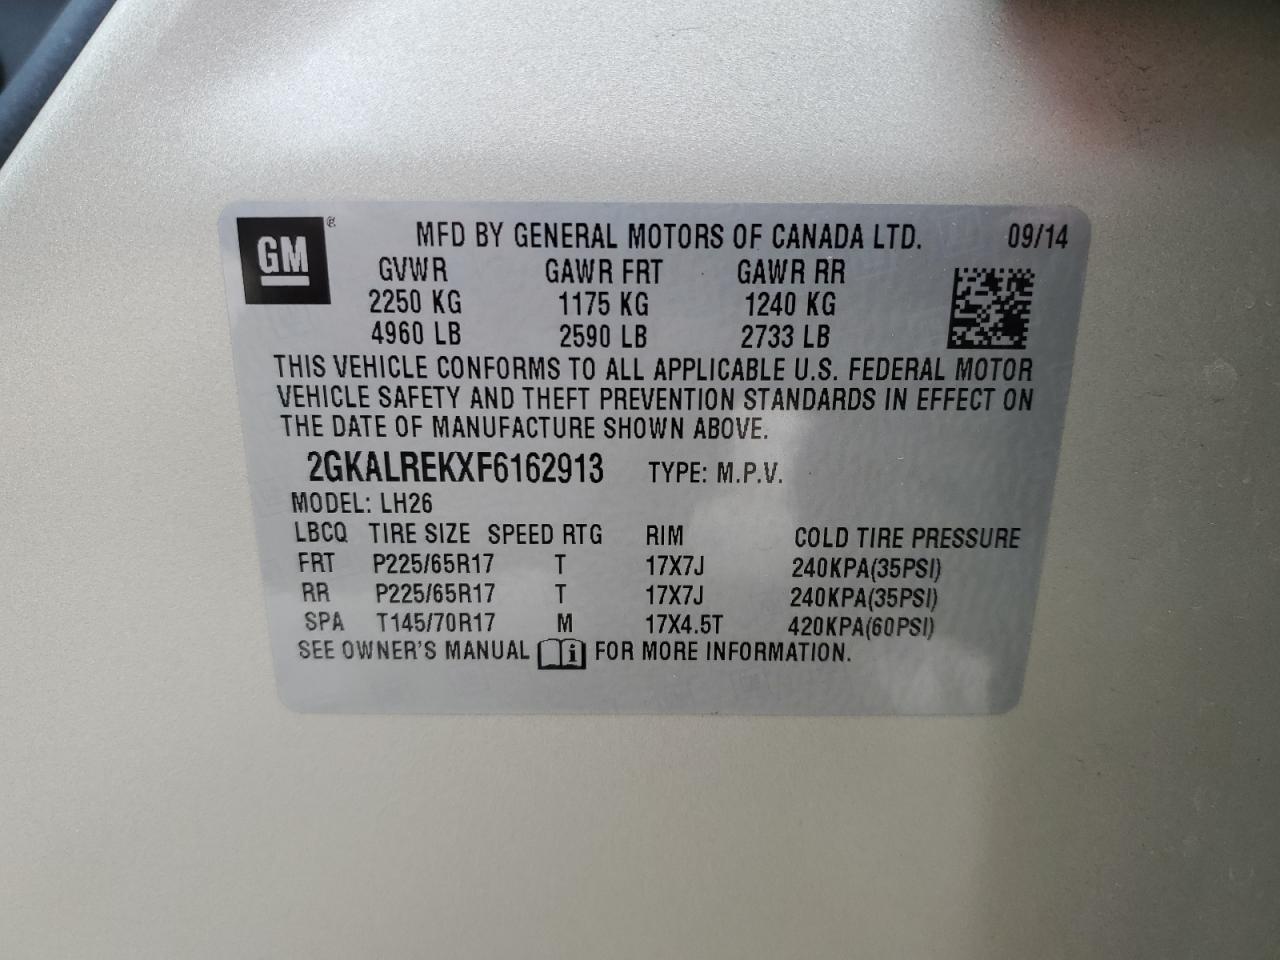 GM ®
MFD BY GENERAL MOTORS OF CANADA LTD. 09/14
GVWR GAWR FRT GAWR RR
2250 KG 1175 KG 1240 KG
4960 LB 2590 LB 2733 LB
THIS VEHICLE CONFORMS TO ALL APPLICABLE U.S. FEDERAL MOTOR
VEHICLE SAFETY AND THEFT PREVENTION STANDARDS IN EFFECT ON
THE DATE OF MANUFACTURE SHOWN ABOVE.
2GKALREKXF6162913 TYPE: M.P.V.
MODEL: LH26
LBCQ TIRE SIZE SPEED RTG RIM COLD TIRE PRESSURE
FRT P225/65R17 T 17X7J 240KPA(35PSI)
RR P225/65R17 T 17X7J 240KPA(35PSI)
SPA T145/70R17 M 17X4.5T 420KPA(60PSI)
SEE OWNER'S MANUAL i FOR MORE INFORMATION.